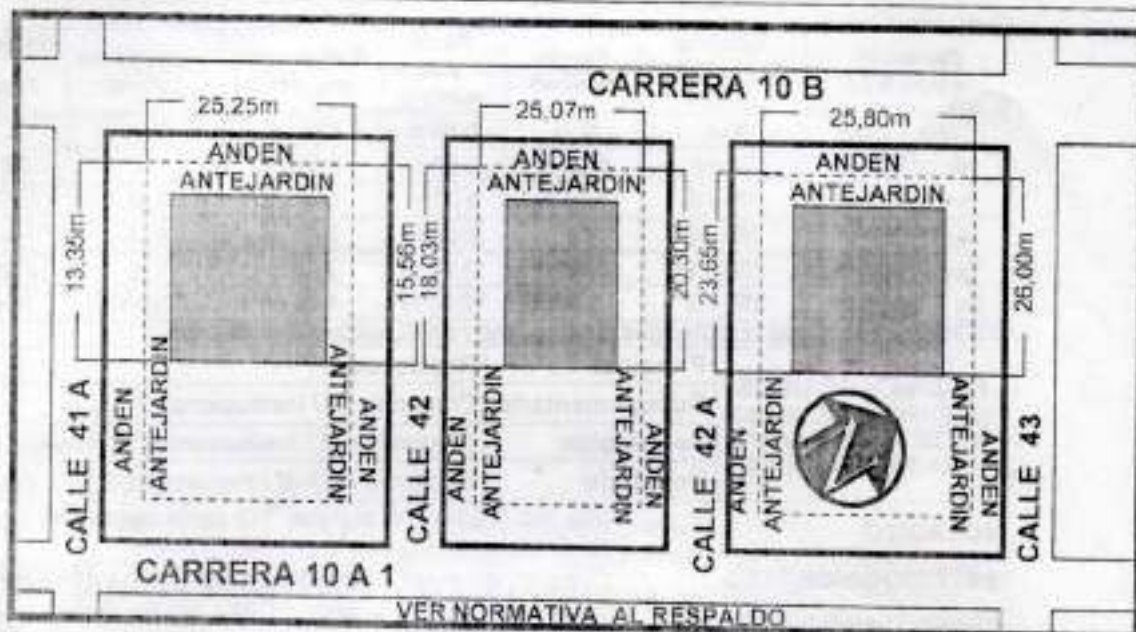 CARRERA 10 B
25,25m
25,07m
25,80m
ANDEN
ANTEJARDIN
ANDEN
ANTEJARDIN
ANDEN
ANTEJARDIN
13,35m
15,56m
18,03m
20,30m
23,65m
26,00m
CALLE 41 A
ANDEN
ANTEJARDIN
ANTEJARDIN
ANDEN
CALLE 42
ANDEN
ANTEJARDIN
ANTEJARDIN
ANDEN
CALLE 42 A
ANDEN
ANTEJARDIN
ANTEJARDIN
ANDEN
CALLE 43
CARRERA 10 A 1
VER NORMATIVA AL RESPALDO